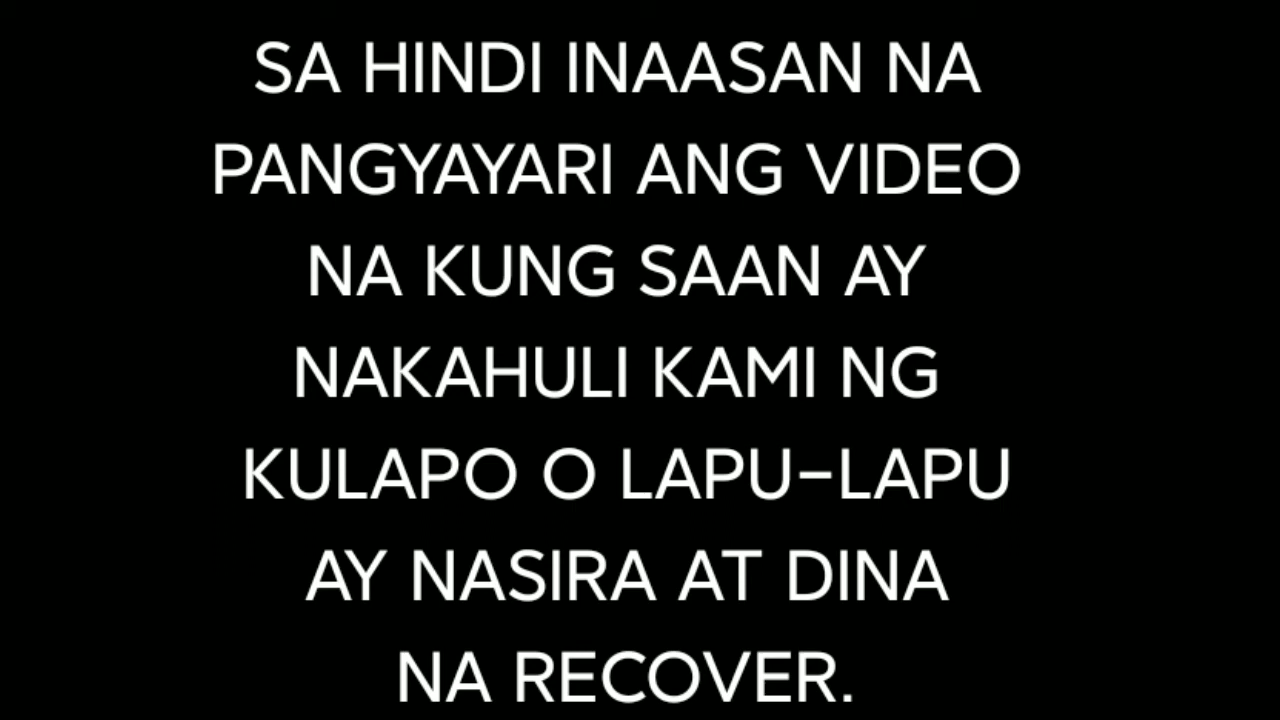 SA HINDI INAASAN NA
PANGYAYARI ANG VIDEO
NA KUNG SAAN AY
NAKAHULI KAMI NG
KULAPO O LAPU-LAPU
AY NASIRA AT DINA
NA RECOVER.